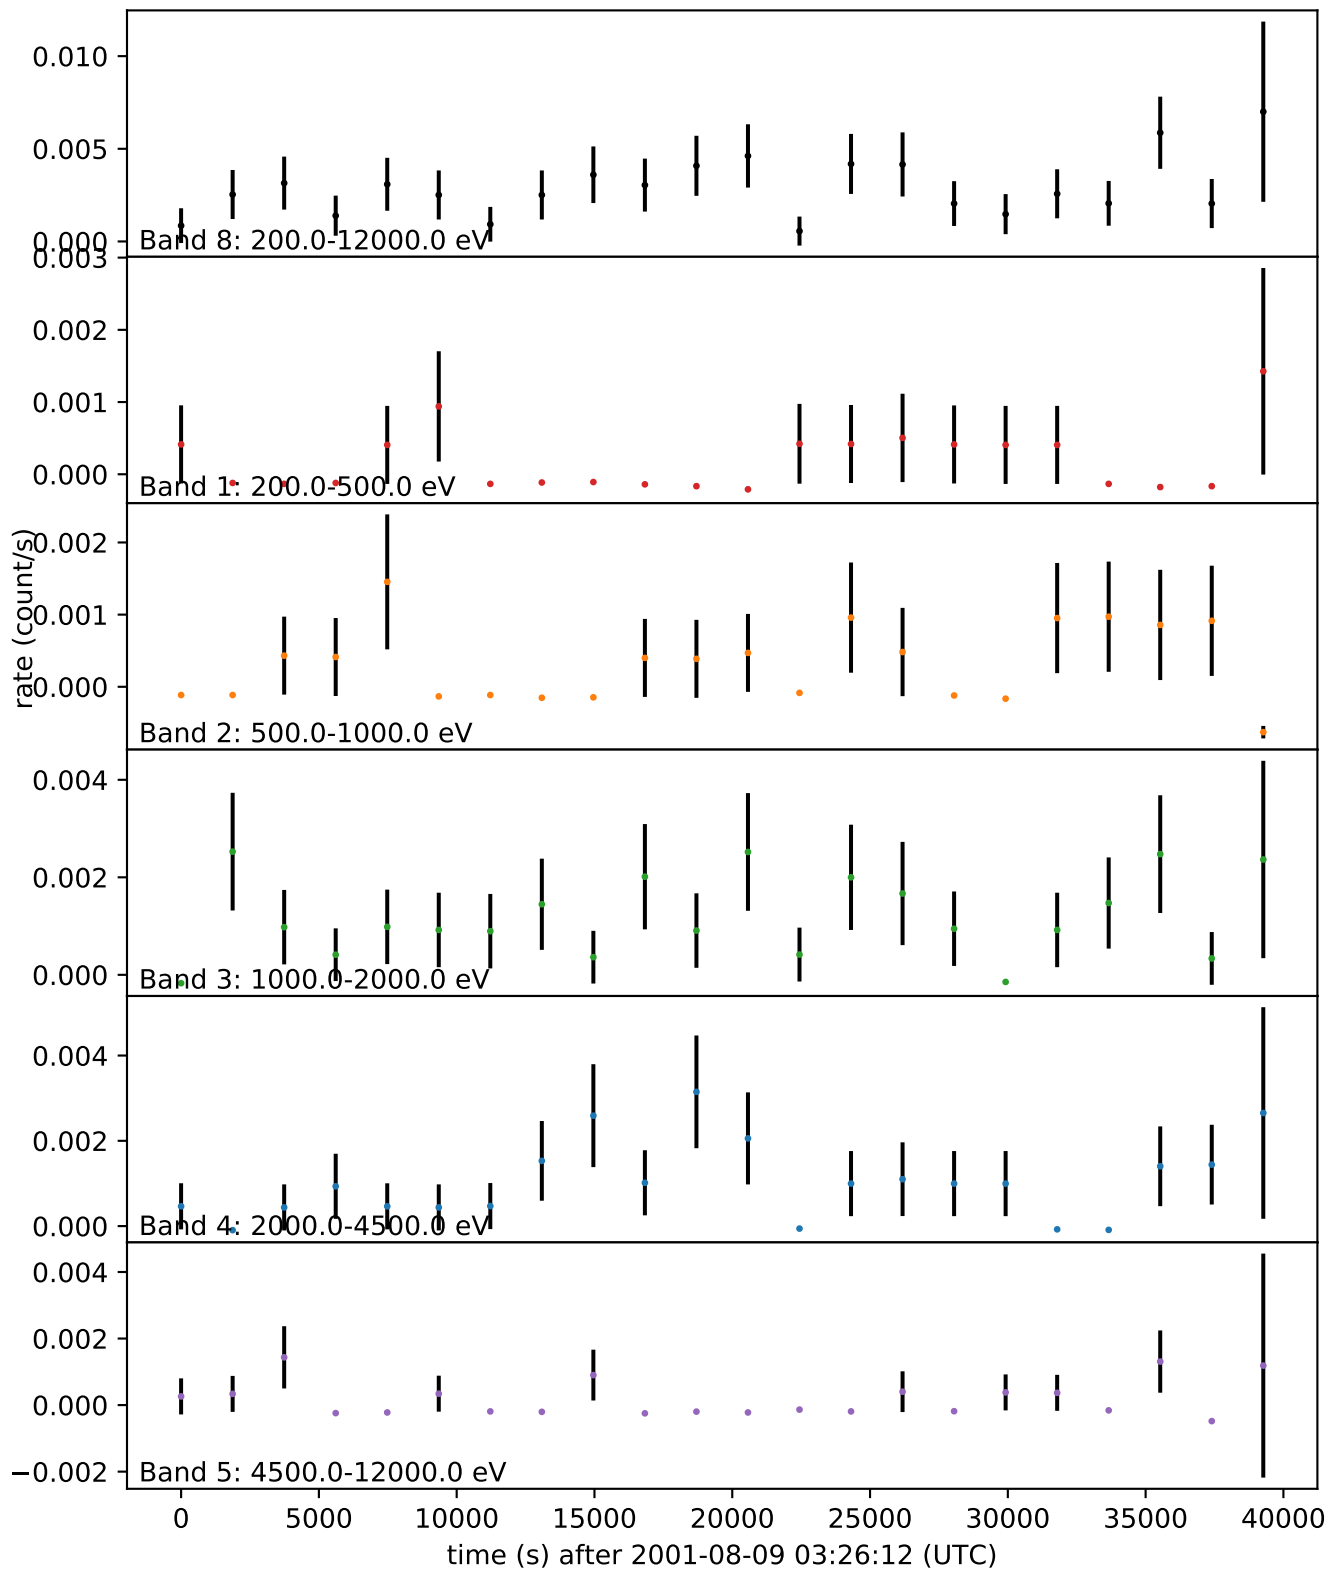 0.010
0.005
0.000
Band 8: 200.0-12000.0 eV
0.003
0.002
0.001
0.000
Band 1: 200.0-500.0 eV
rate (count/s)
0.002
0.001
0.000
Band 2: 500.0-1000.0 eV
0.004
0.002
0.000
Band 3: 1000.0-2000.0 eV
0.004
0.002
0.000
Band 4: 2000.0-4500.0 eV
0.004
0.002
0.000
−0.002
Band 5: 4500.0-12000.0 eV
0 5000 10000 15000 20000 25000 30000 35000 40000
time (s) after 2001-08-09 03:26:12 (UTC)